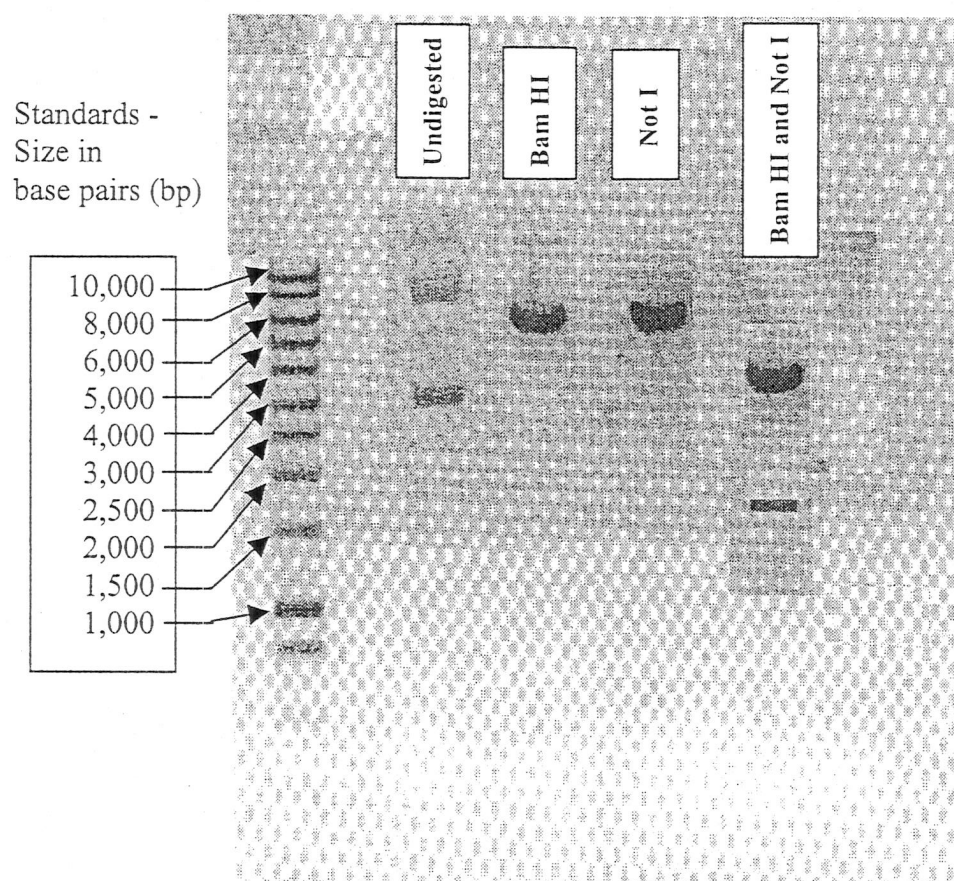 Standards -
Size in
base pairs (bp)
10,000
8,000
6,000
5,000
4,000
3,000
2,500
2,000
1,500
1,000
Undigested
Bam HI
Not I
Bam HI and Not I